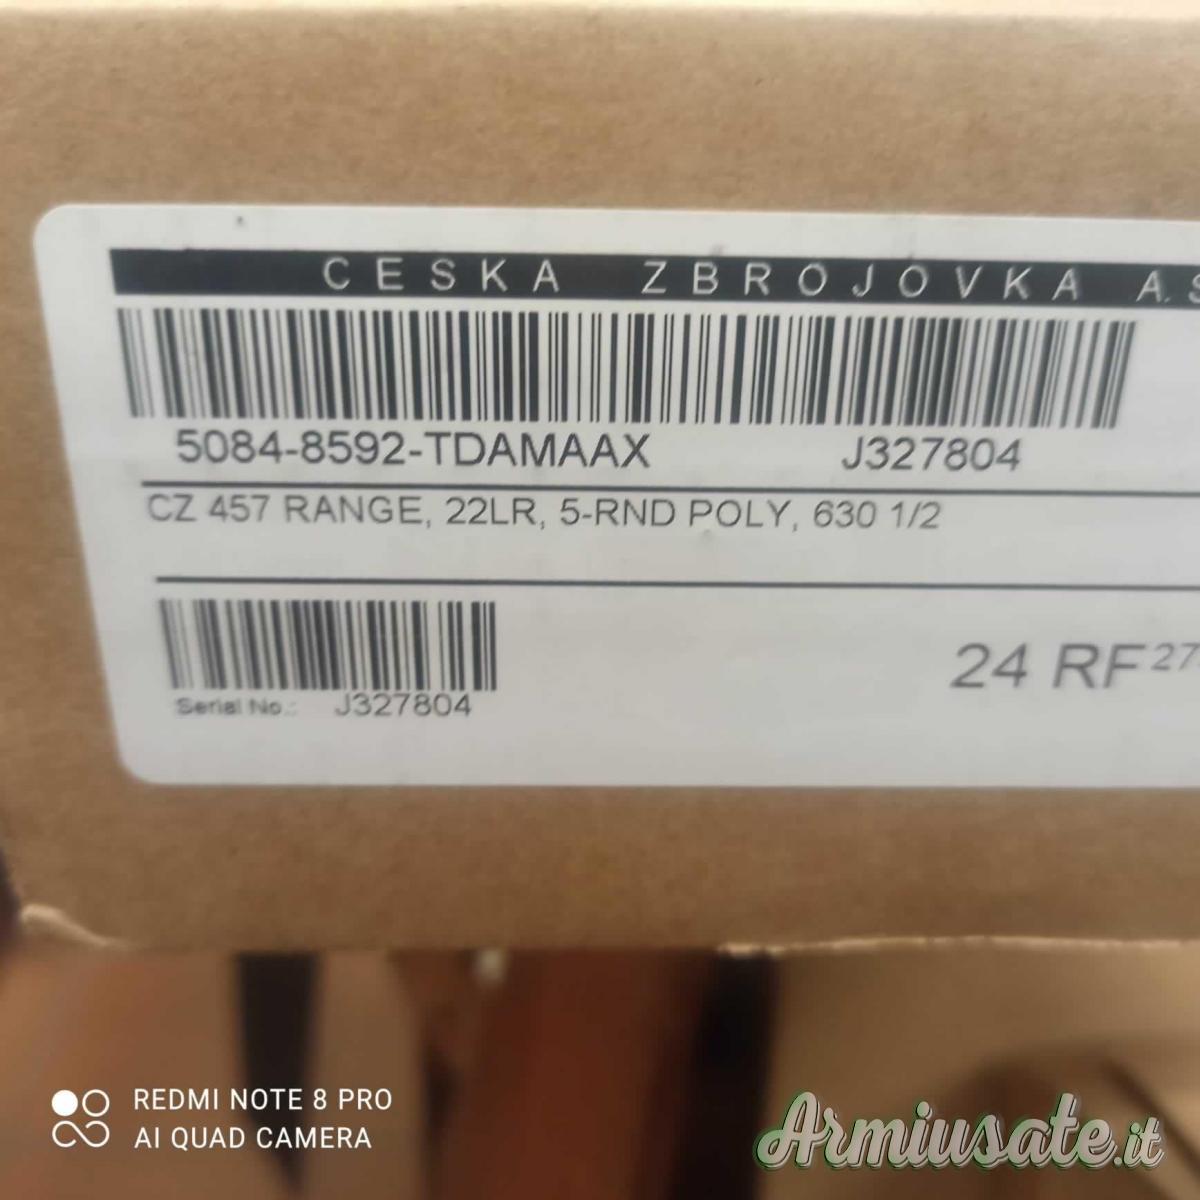 CESKA ZBROJOVKA A.S
5084-8592-TDAMAAX J327804
CZ 457 RANGE, 22LR, 5-RND POLY, 630 1/2
24 RF 27
Serial No.: J327804
REDMI NOTE 8 PRO
AI QUAD CAMERA
Armiusate.it